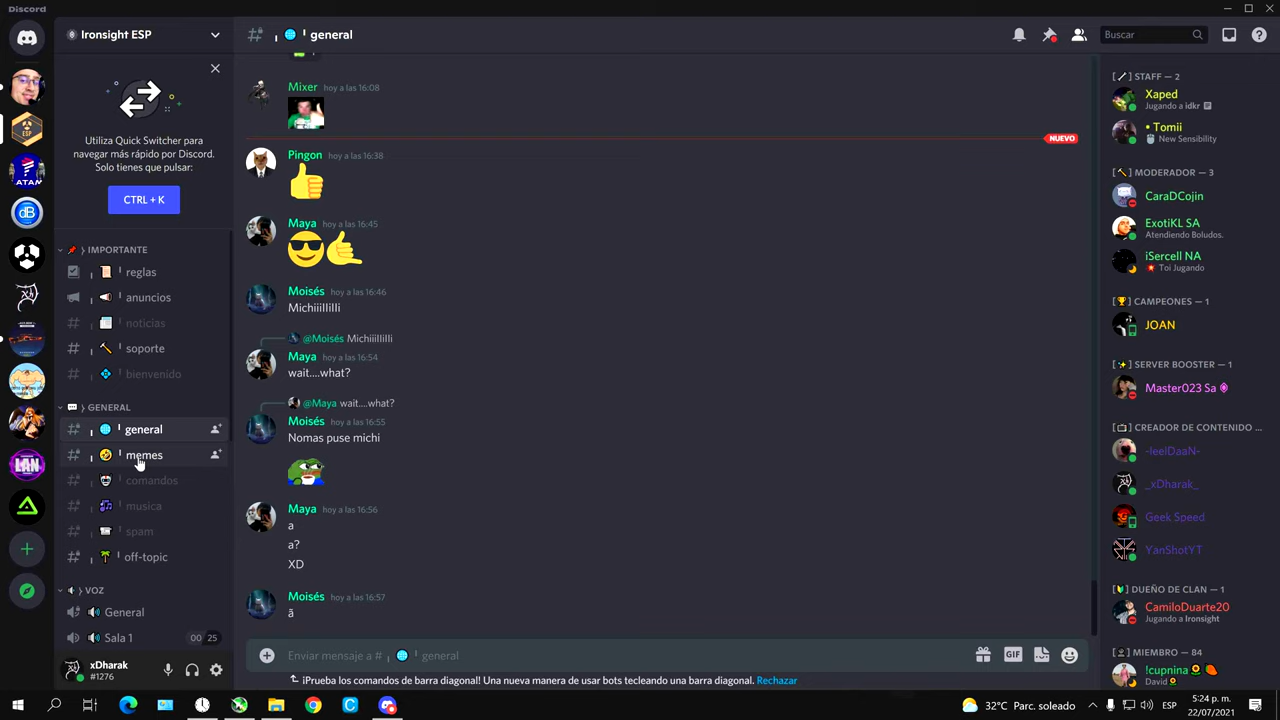 Discord
Ironsight ESP
Utiliza Quick Switcher para
navegar más rápido por Discord.
Solo tienes que pulsar:
CTRL + K
IMPORTANTE
reglas
anuncios
noticias
soporte
bienvenido
GENERAL
general
memes
comandos
musica
spam
off-topic
VOZ
General
Sala 1
00 25
xDharak
#1276
general
Mixer hoy a las 16:08
NUEVO
Pingon hoy a las 16:38
Maya hoy a las 16:45
Moisés hoy a las 16:46
Michiiillilli
@Moisés Michiiillilli
Maya hoy a las 16:54
wait....what?
@Maya wait....what?
Moisés hoy a las 16:55
Nomas puse michi
Maya hoy a las 16:56
a
a?
XD
Moisés hoy a las 16:57
ã
Enviar mensaje a # general
GIF
¡Prueba los comandos de barra diagonal! Una nueva manera de usar bots tecleando una barra diagonal. Rechazar
Buscar
STAFF — 2
Xaped
Jugando a idkr
• Tomii
New Sensibility
MODERADOR — 3
CaraDCojin
ExotiKL SA
Atendiendo Boludos.
iSercell NA
Toi Jugando
CAMPEONES — 1
JOAN
SERVER BOOSTER — 1
Master023 Sa
CREADOR DE CONTENIDO ...
-leeIDaaN-
_xDharak_
Geek Speed
YanShotYT
DUEÑO DE CLAN — 1
CamiloDuarte20
Jugando a Ironsight
MIEMBRO — 84
!cupnina
David
ESP
ATAM
dB
LAN
32°C Parc. soleado
ESP
5:24 p. m.
22/07/2021